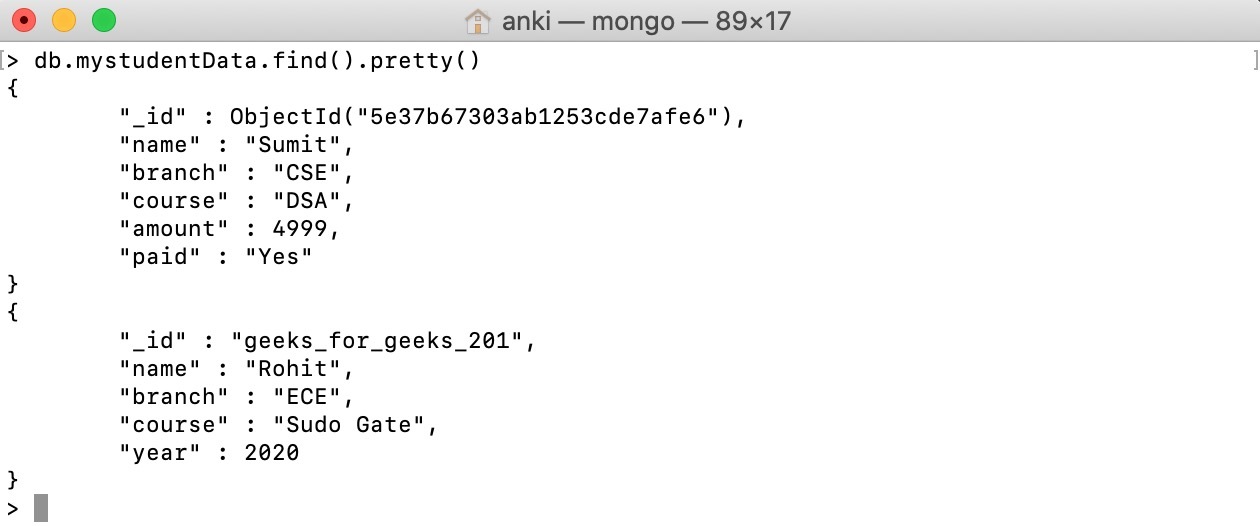 anki — mongo — 89×17
[> db.mystudentData.find().pretty() ]
{
        "_id" : ObjectId("5e37b67303ab1253cde7afe6"),
        "name" : "Sumit",
        "branch" : "CSE",
        "course" : "DSA",
        "amount" : 4999,
        "paid" : "Yes"
}
{
        "_id" : "geeks_for_geeks_201",
        "name" : "Rohit",
        "branch" : "ECE",
        "course" : "Sudo Gate",
        "year" : 2020
}
>